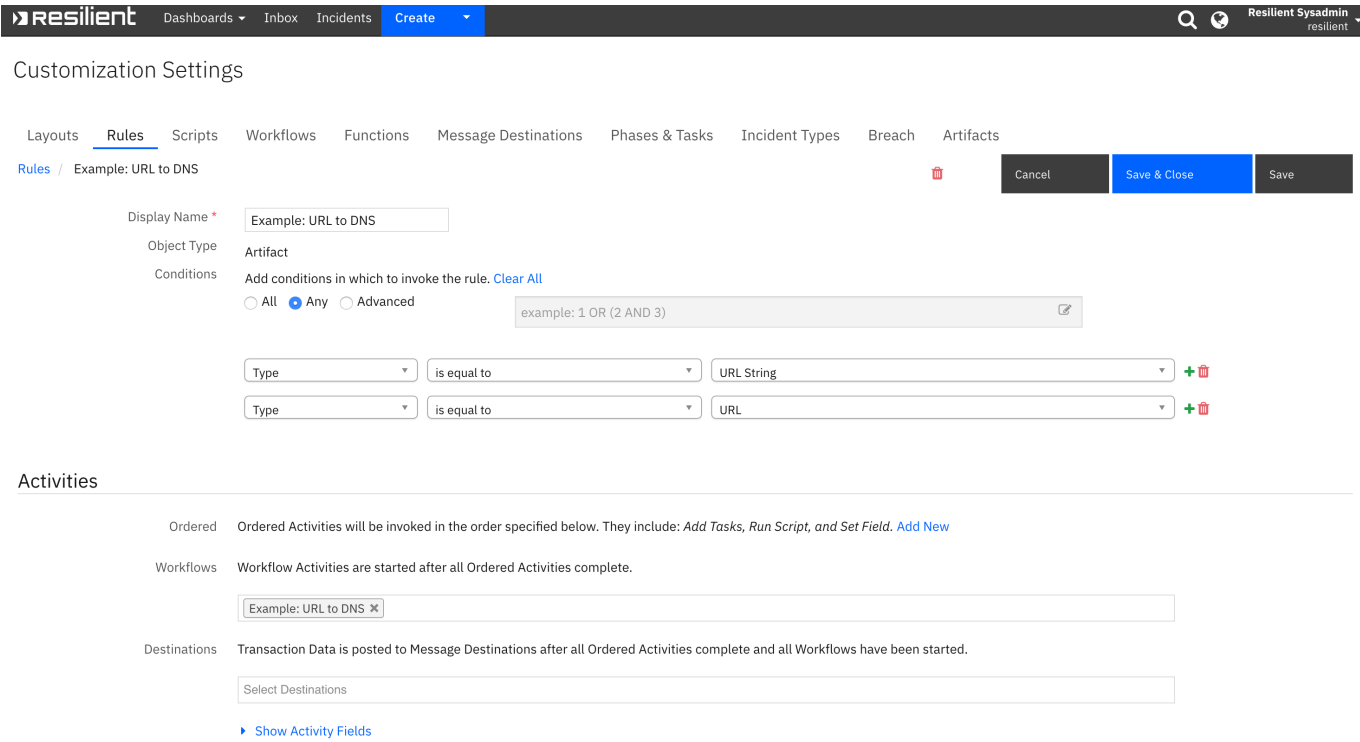 resilient Dashboards Inbox Incidents Create Resilient Sysadmin
resilient
Customization Settings
Layouts Rules Scripts Workflows Functions Message Destinations Phases & Tasks Incident Types Breach Artifacts
Rules / Example: URL to DNS Cancel Save & Close Save
Display Name * Example: URL to DNS
Object Type Artifact
Conditions Add conditions in which to invoke the rule. Clear All
All Any Advanced example: 1 OR (2 AND 3)
Type is equal to URL String
Type is equal to URL
Activities
Ordered Ordered Activities will be invoked in the order specified below. They include: Add Tasks, Run Script, and Set Field. Add New
Workflows Workflow Activities are started after all Ordered Activities complete.
Example: URL to DNS
Destinations Transaction Data is posted to Message Destinations after all Ordered Activities complete and all Workflows have been started.
Select Destinations
Show Activity Fields